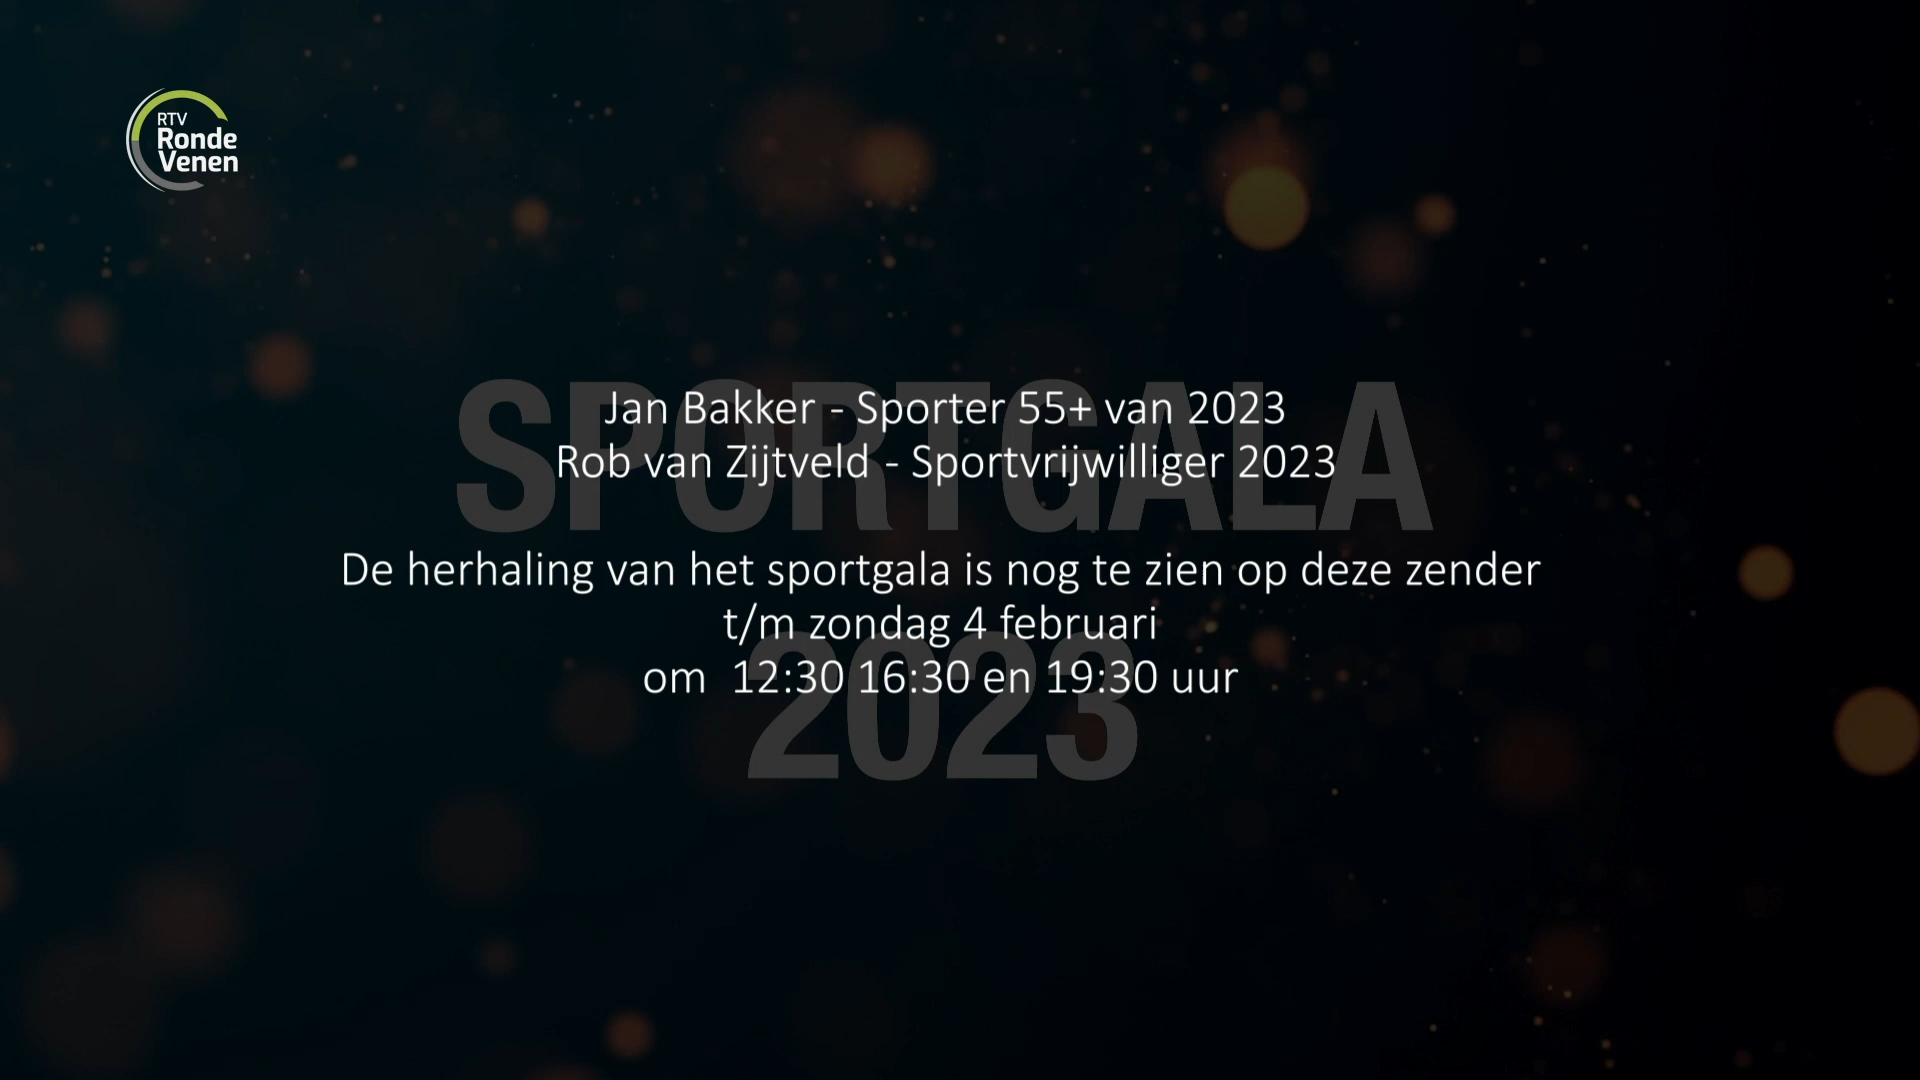 RTV
Ronde
Venen
SPORTGALA
2023
Jan Bakker - Sporter 55+ van 2023
Rob van Zijtveld - Sportvrijwilliger 2023
De herhaling van het sportgala is nog te zien op deze zender
t/m zondag 4 februari
om  12:30 16:30 en 19:30 uur